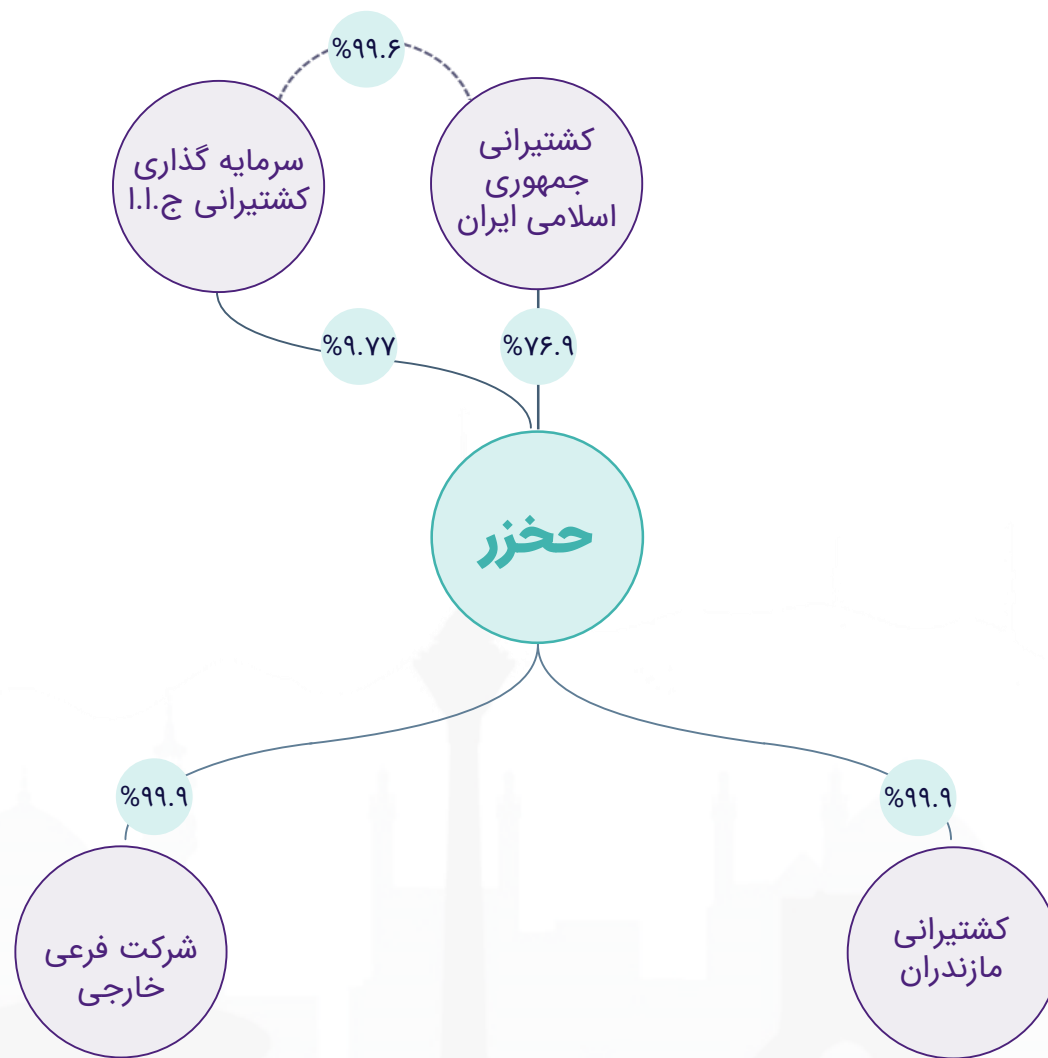 %۹۹.۶
کشتیرانی
جمهوری
اسلامی ایران
سرمایه گذاری
کشتیرانی ج.ا.ا
%۷۶.۹
%۹.۷۷
حخزر
%۹۹.۹
%۹۹.۹
کشتیرانی
مازندران
شرکت فرعی
خارجی